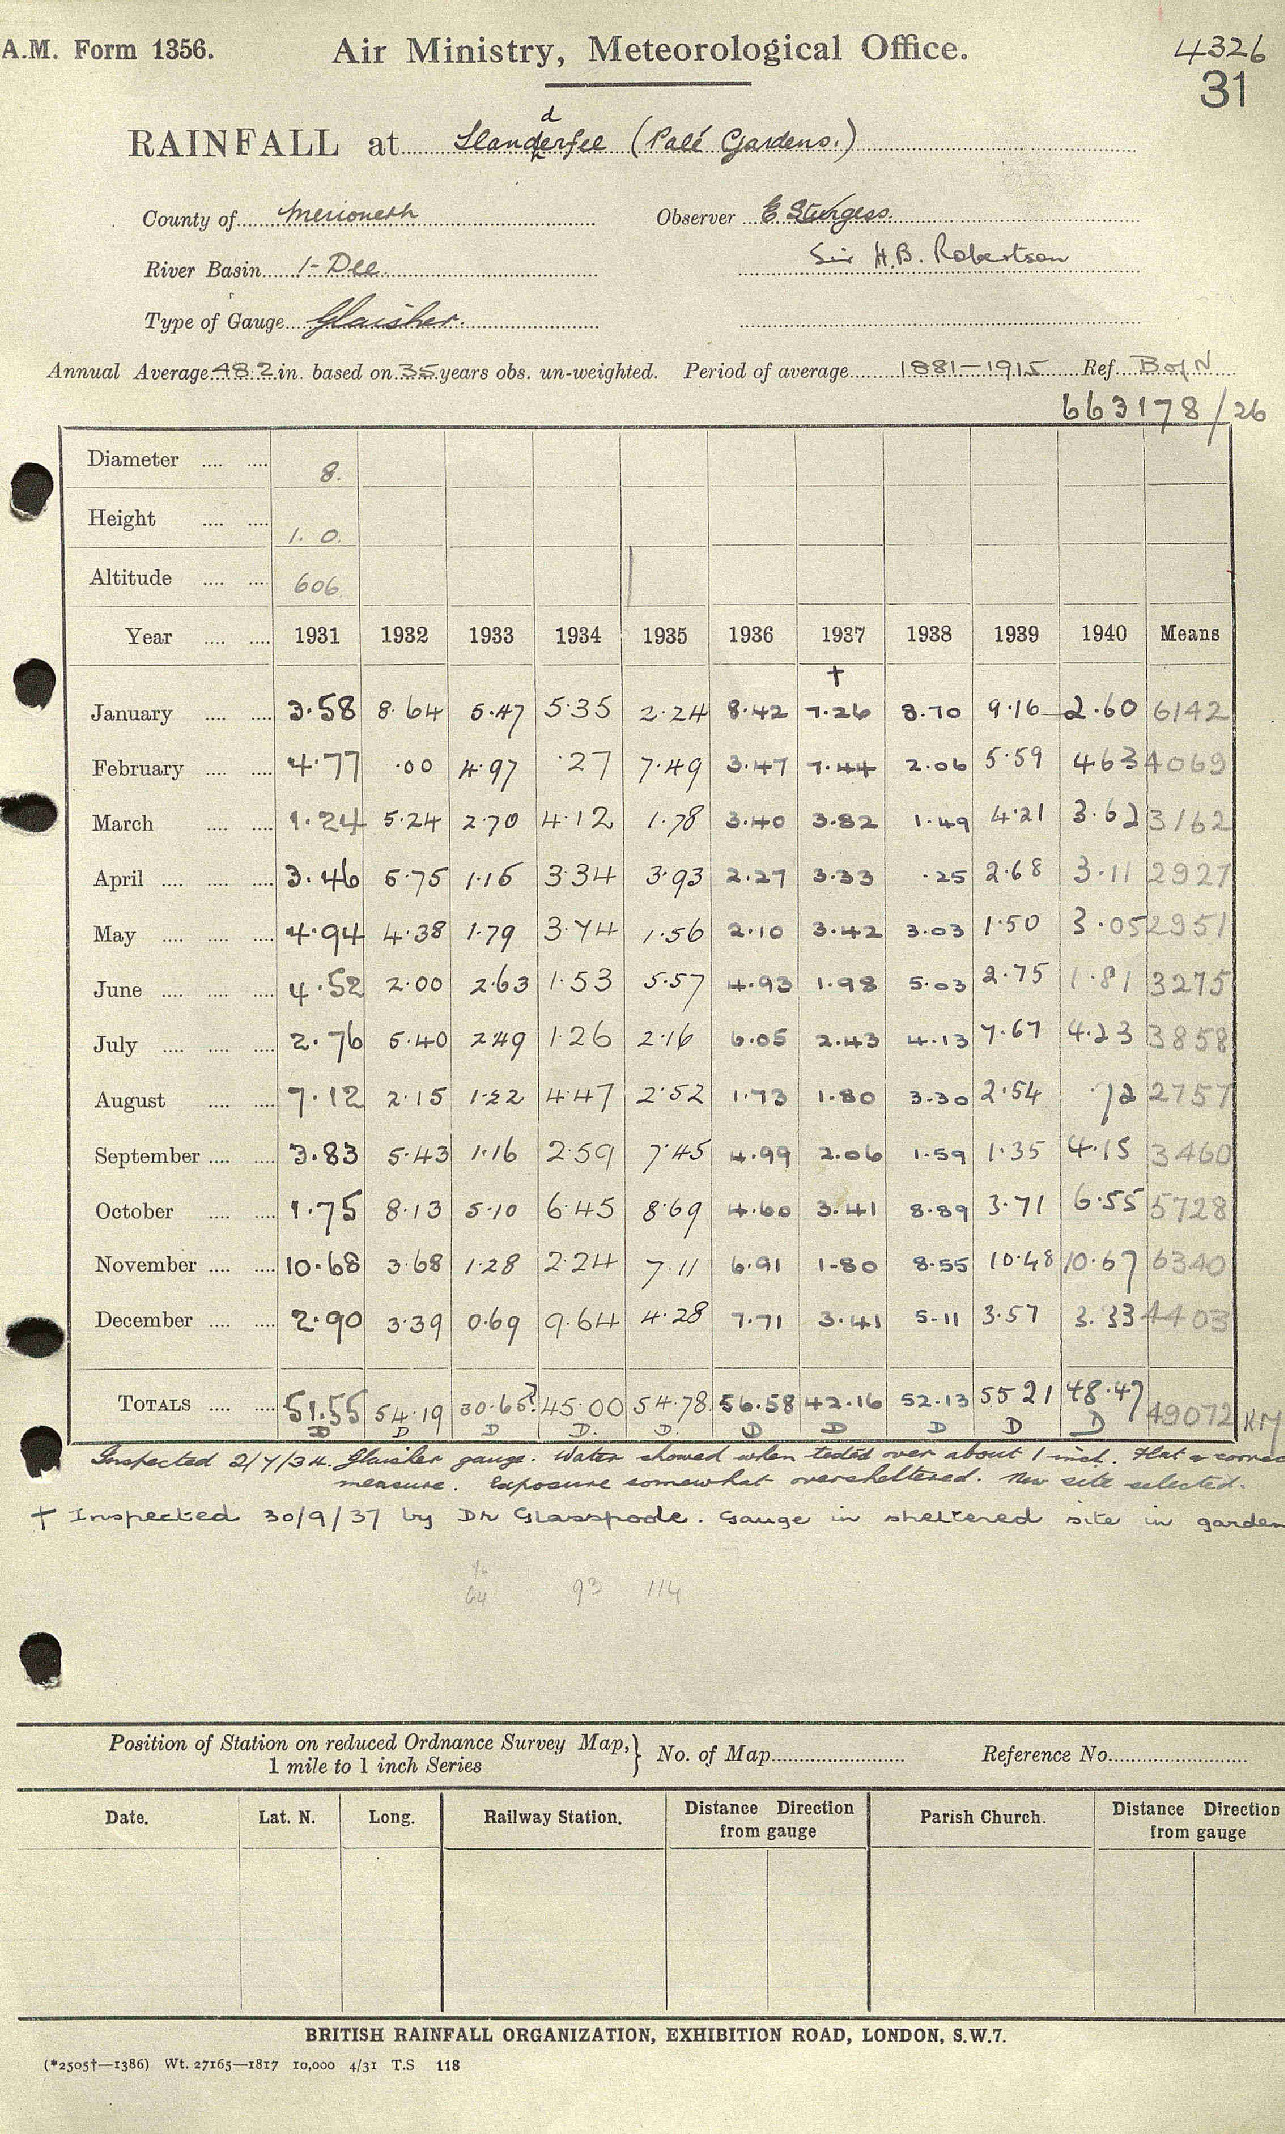 A.M. Form 1356. Air Ministry, Meteorological Office. 4326
31
RAINFALL at Llandderfel (Palé Gardens.)
County of Merioneth Observer E Sturgess.
River Basin 1-Dee. Sir H.B. Robertson
Type of Gauge Glaisher.
Annual Average 48.2 in. based on 35 years obs. un-weighted. Period of average 1881-1915 Ref. B of N
663178/26
Diameter .... .... 8.
Height .... .... 1. 0.
Altitude .... .... 606
Year .... .... 1931 1932 1933 1934 1935 1936 1937 1938 1939 1940 Means
†
January .... .... 3.58 8.64 5.47 5.35 2.24 8.42 7.26 8.70 9.16 2.60 6142
February .... .... 4.77 .00 4.97 .27 7.49 3.47 7.44 2.06 5.59 4.63 4069
March .... .... 1.24 5.24 2.70 4.12 1.78 3.40 3.82 1.49 4.21 3.62 3162
April .... .... .... 3.46 5.75 1.15 3.34 3.93 2.27 3.33 .25 2.68 3.11 2927
May .... .... .... 4.94 4.38 1.79 3.74 1.56 2.10 3.42 3.03 1.50 3.05 2951
June .... .... .... 4.52 2.00 2.63 1.53 5.57 4.93 1.98 5.03 2.75 1.81 3275
July .... .... .... 2.76 5.40 2.49 1.26 2.16 6.05 2.43 4.13 7.67 4.23 3858
August .... .... 7.12 2.15 1.22 4.47 2.52 1.73 1.80 3.30 2.54 .72 2757
September .... .... 3.83 5.43 1.16 2.59 7.45 4.99 2.06 1.59 1.35 4.15 3460
October .... .... 1.75 8.13 5.10 6.45 8.69 4.60 3.41 8.89 3.71 6.55 5728
November .... .... 10.68 3.68 1.28 2.24 7.11 6.91 1.80 8.55 10.48 10.67 6340
December .... .... 2.90 3.39 0.69 9.64 4.28 7.71 3.41 5.11 3.57 3.33 4403
TOTALS .... .... 51.55 54.19 30.65? 45.00 54.78 56.58 42.16 52.13 55 21 48.47 49072 KM
D D D D. D. D D D D D
Inspected 2/7/34. Glaisher gauge. Water showed when tested over about 1 inch. Flat & correc
measure. Exposure somewhat oversheltered. New site selected.
† Inspected 30/9/37 by Dr Glasspoole. Gauge in sheltered site in garden
%
64 93 114
Position of Station on reduced Ordnance Survey Map, 1 mile to 1 inch Series } No. of Map Reference No.
Date. Lat. N. Long. Railway Station. Distance Direction from gauge Parish Church. Distance Direction from gauge
BRITISH RAINFALL ORGANIZATION, EXHIBITION ROAD, LONDON, S.W.7.
(*2505†—1386) Wt. 27165—1817 10,000 4/31 T.S 118